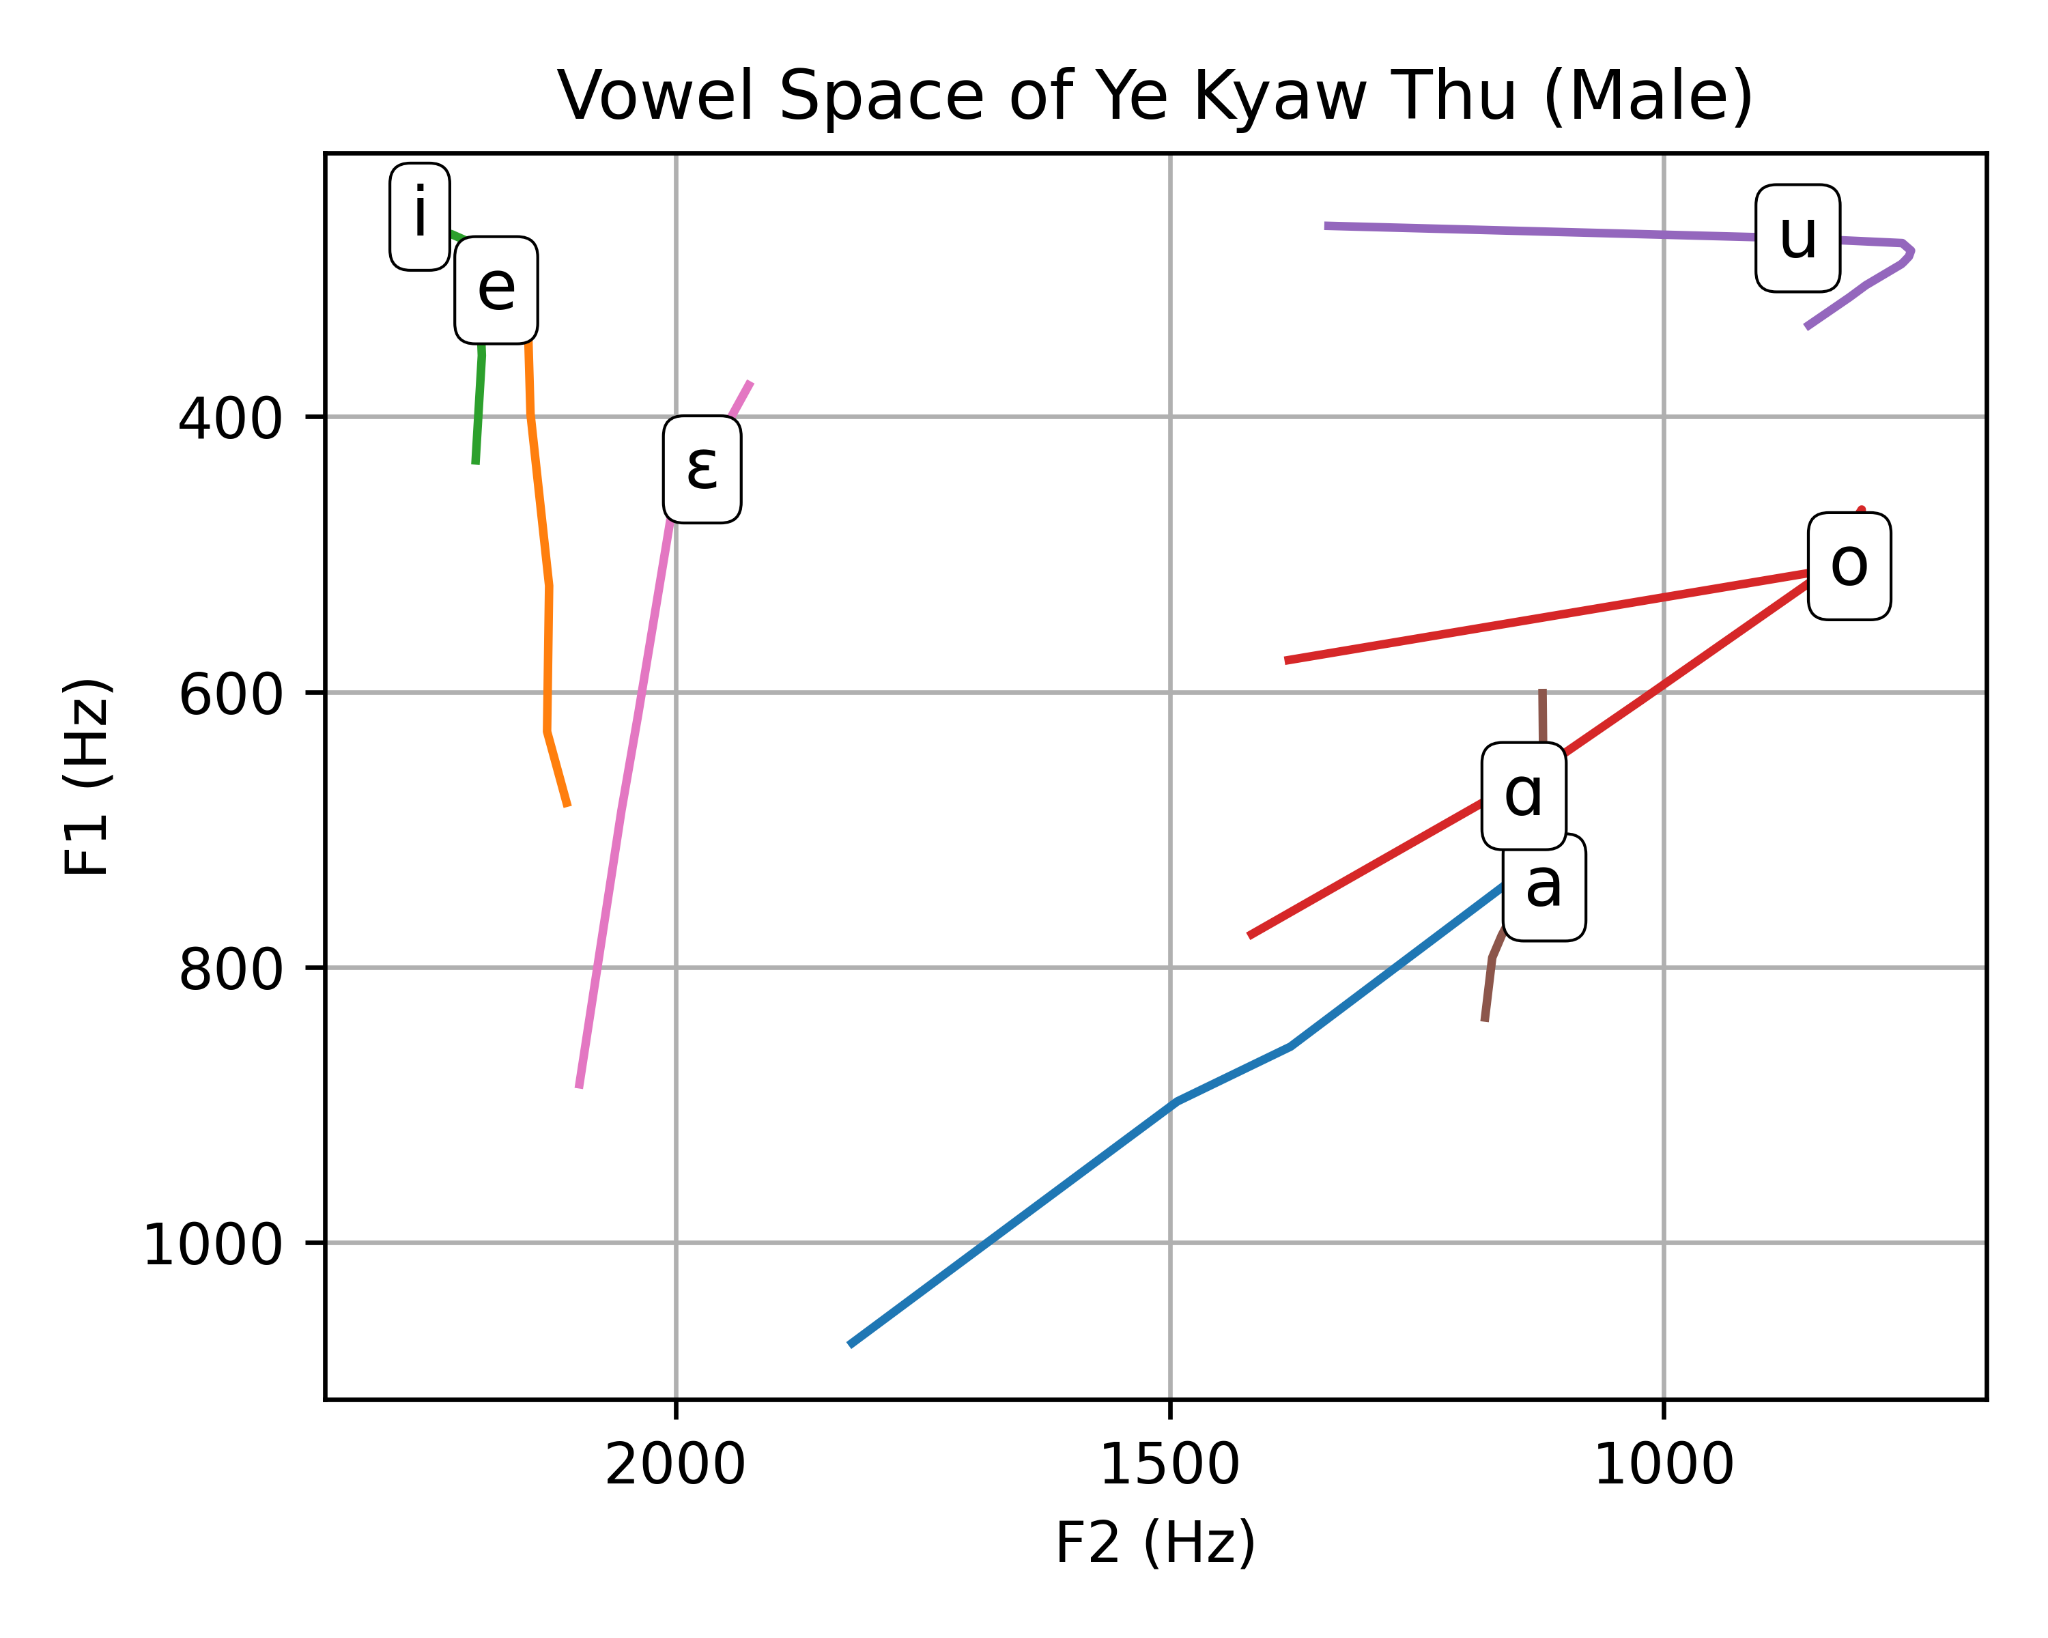 Vowel Space of Ye Kyaw Thu (Male)
i
e
u
ε
o
ɑ
a
400
600
800
1000
F1 (Hz)
2000 1500 1000
F2 (Hz)